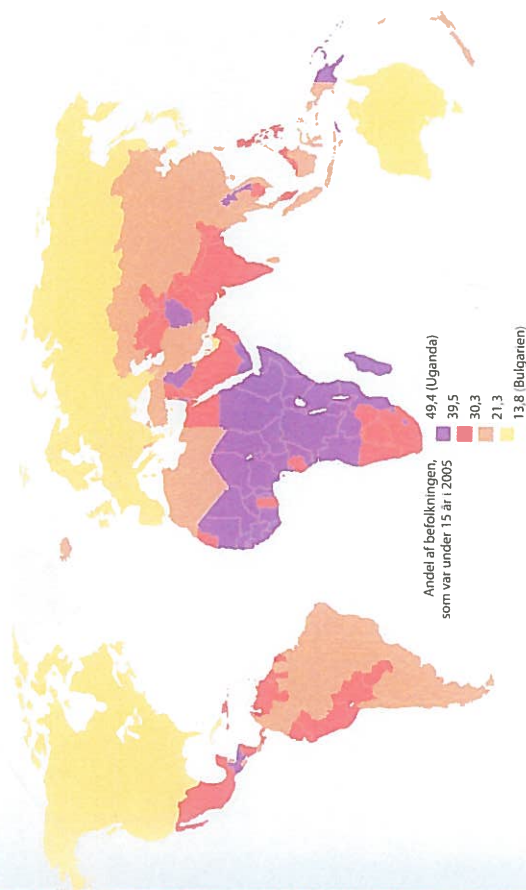 Andel af befolkningen,
som var under 15 år i 2005
49,4 (Uganda)
39,5
30,3
21,3
13,8 (Bulgarien)